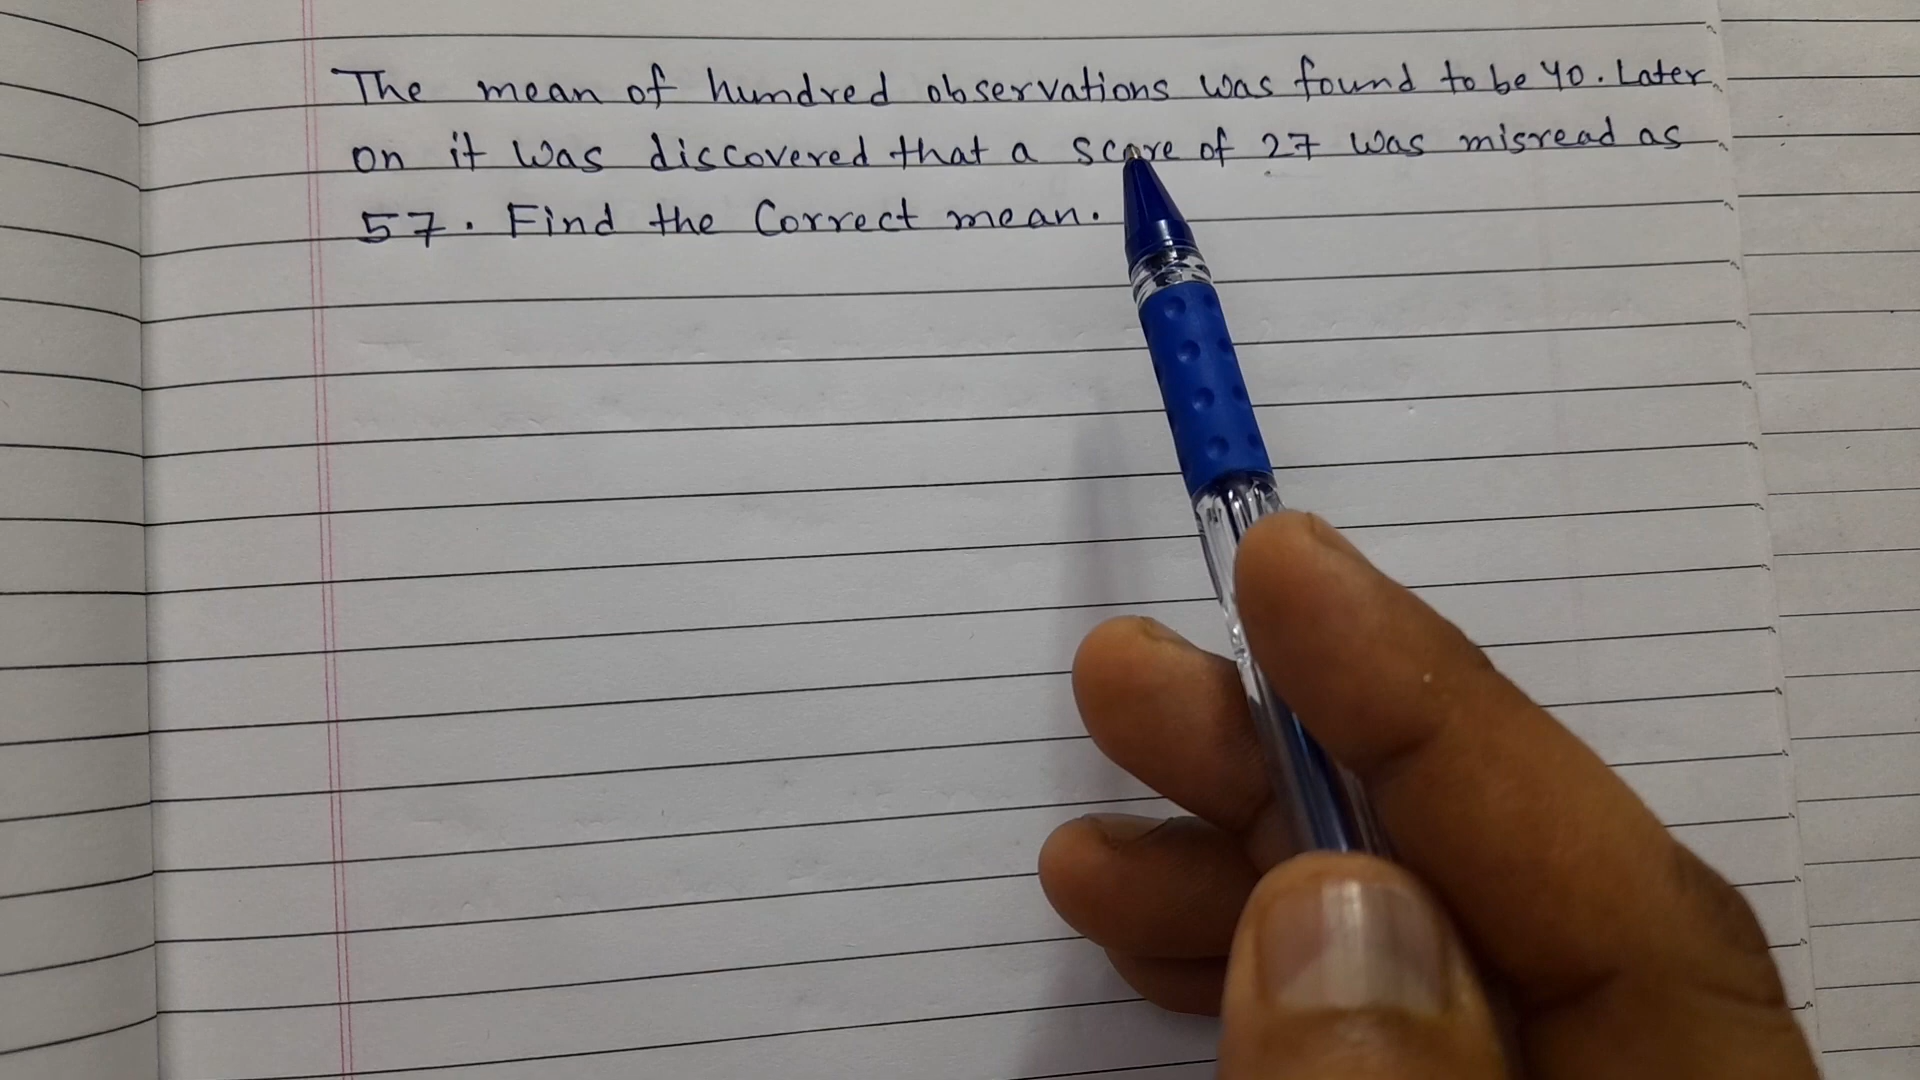 The mean of hundred observations was found to be 40. Later
on it was discovered that a score of 27 was misread as
57. Find the Correct mean.